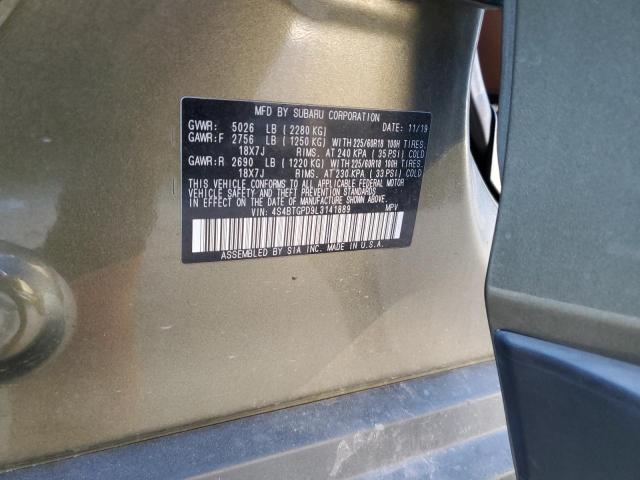 MFD BY SUBARU CORPORATION
GVWR: 5026 LB ( 2280 KG) DATE: 11/19
GAWR:F 2756 LB ( 1250 KG) WITH 225/60R18 100H TIRES,
18X7J RIMS, AT 240 KPA ( 35 PSI) COLD
GAWR:R 2690 LB ( 1220 KG) WITH 225/60R18 100H TIRES,
18X7J RIMS, AT 230 KPA ( 33 PSI) COLD
THIS VEHICLE CONFORMS TO ALL APPLICABLE FEDERAL MOTOR
VEHICLE SAFETY AND THEFT PREVENTION STANDARDS
IN EFFECT ON THE DATE OF MANUFACTURE SHOWN ABOVE.
VIN: 4S4BTGPD9L3141889 MPV
ASSEMBLED BY SIA INC. IN U.S.A.